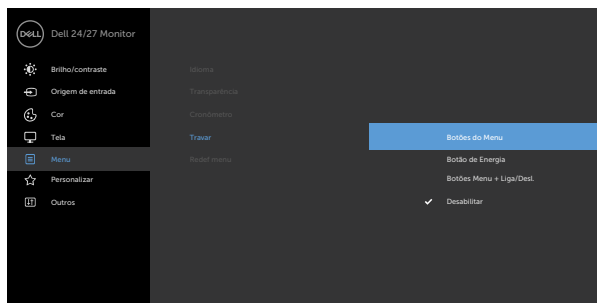 DELL Dell 24/27 Monitor
Brilho/contraste Idioma
Origem de entrada Transparência
Cor Cronômetro
Tela Travar Botões do Menu
Menu Redef menu Botão de Energia
Personalizar Botões Menu + Liga/Desl.
Outros Desabilitar